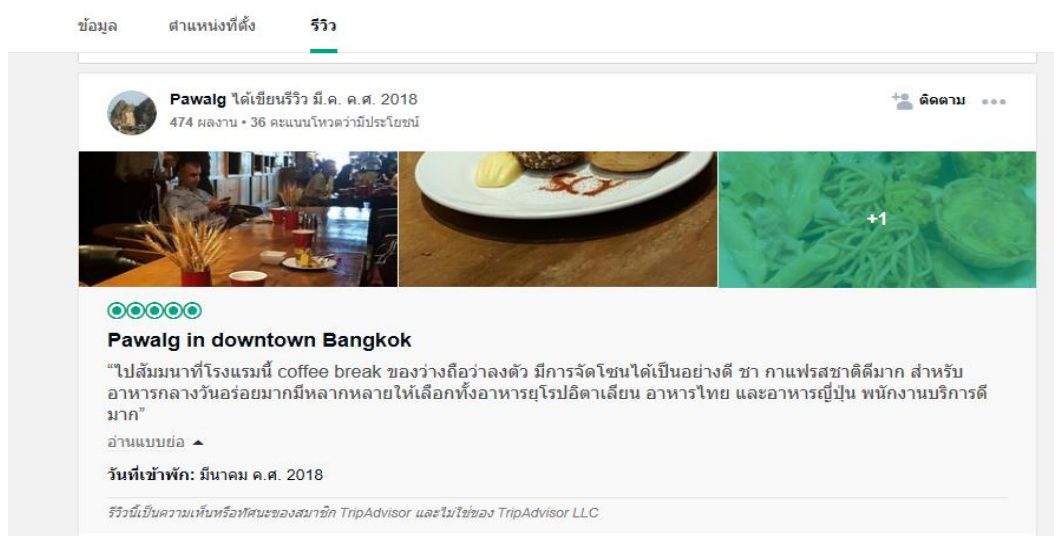 ข้อมูล ตำแหน่งที่ตั้ง รีวิว
Pawalg ได้เขียนรีวิว มี.ค. ค.ศ. 2018
ติดตาม
474 ผลงาน • 36 คะแนนโหวตว่ามีประโยชน์
+1
Pawalg in downtown Bangkok
“ไปสัมมนาที่โรงแรมนี้ coffee break ของว่างถือว่าลงตัว มีการจัดโซนได้เป็นอย่างดี ชา กาแฟรสชาติดีมาก สำหรับ
อาหารกลางวันอร่อยมากมีหลากหลายให้เลือกทั้งอาหารยุโรปอิตาเลียน อาหารไทย และอาหารญี่ปุ่น พนักงานบริการดี
มาก”
อ่านแบบย่อ
วันที่เข้าพัก: มีนาคม ค.ศ. 2018
รีวิวนี้เป็นความเห็นหรือทัศนะของสมาชิก TripAdvisor และไม่ใช่ของ TripAdvisor LLC